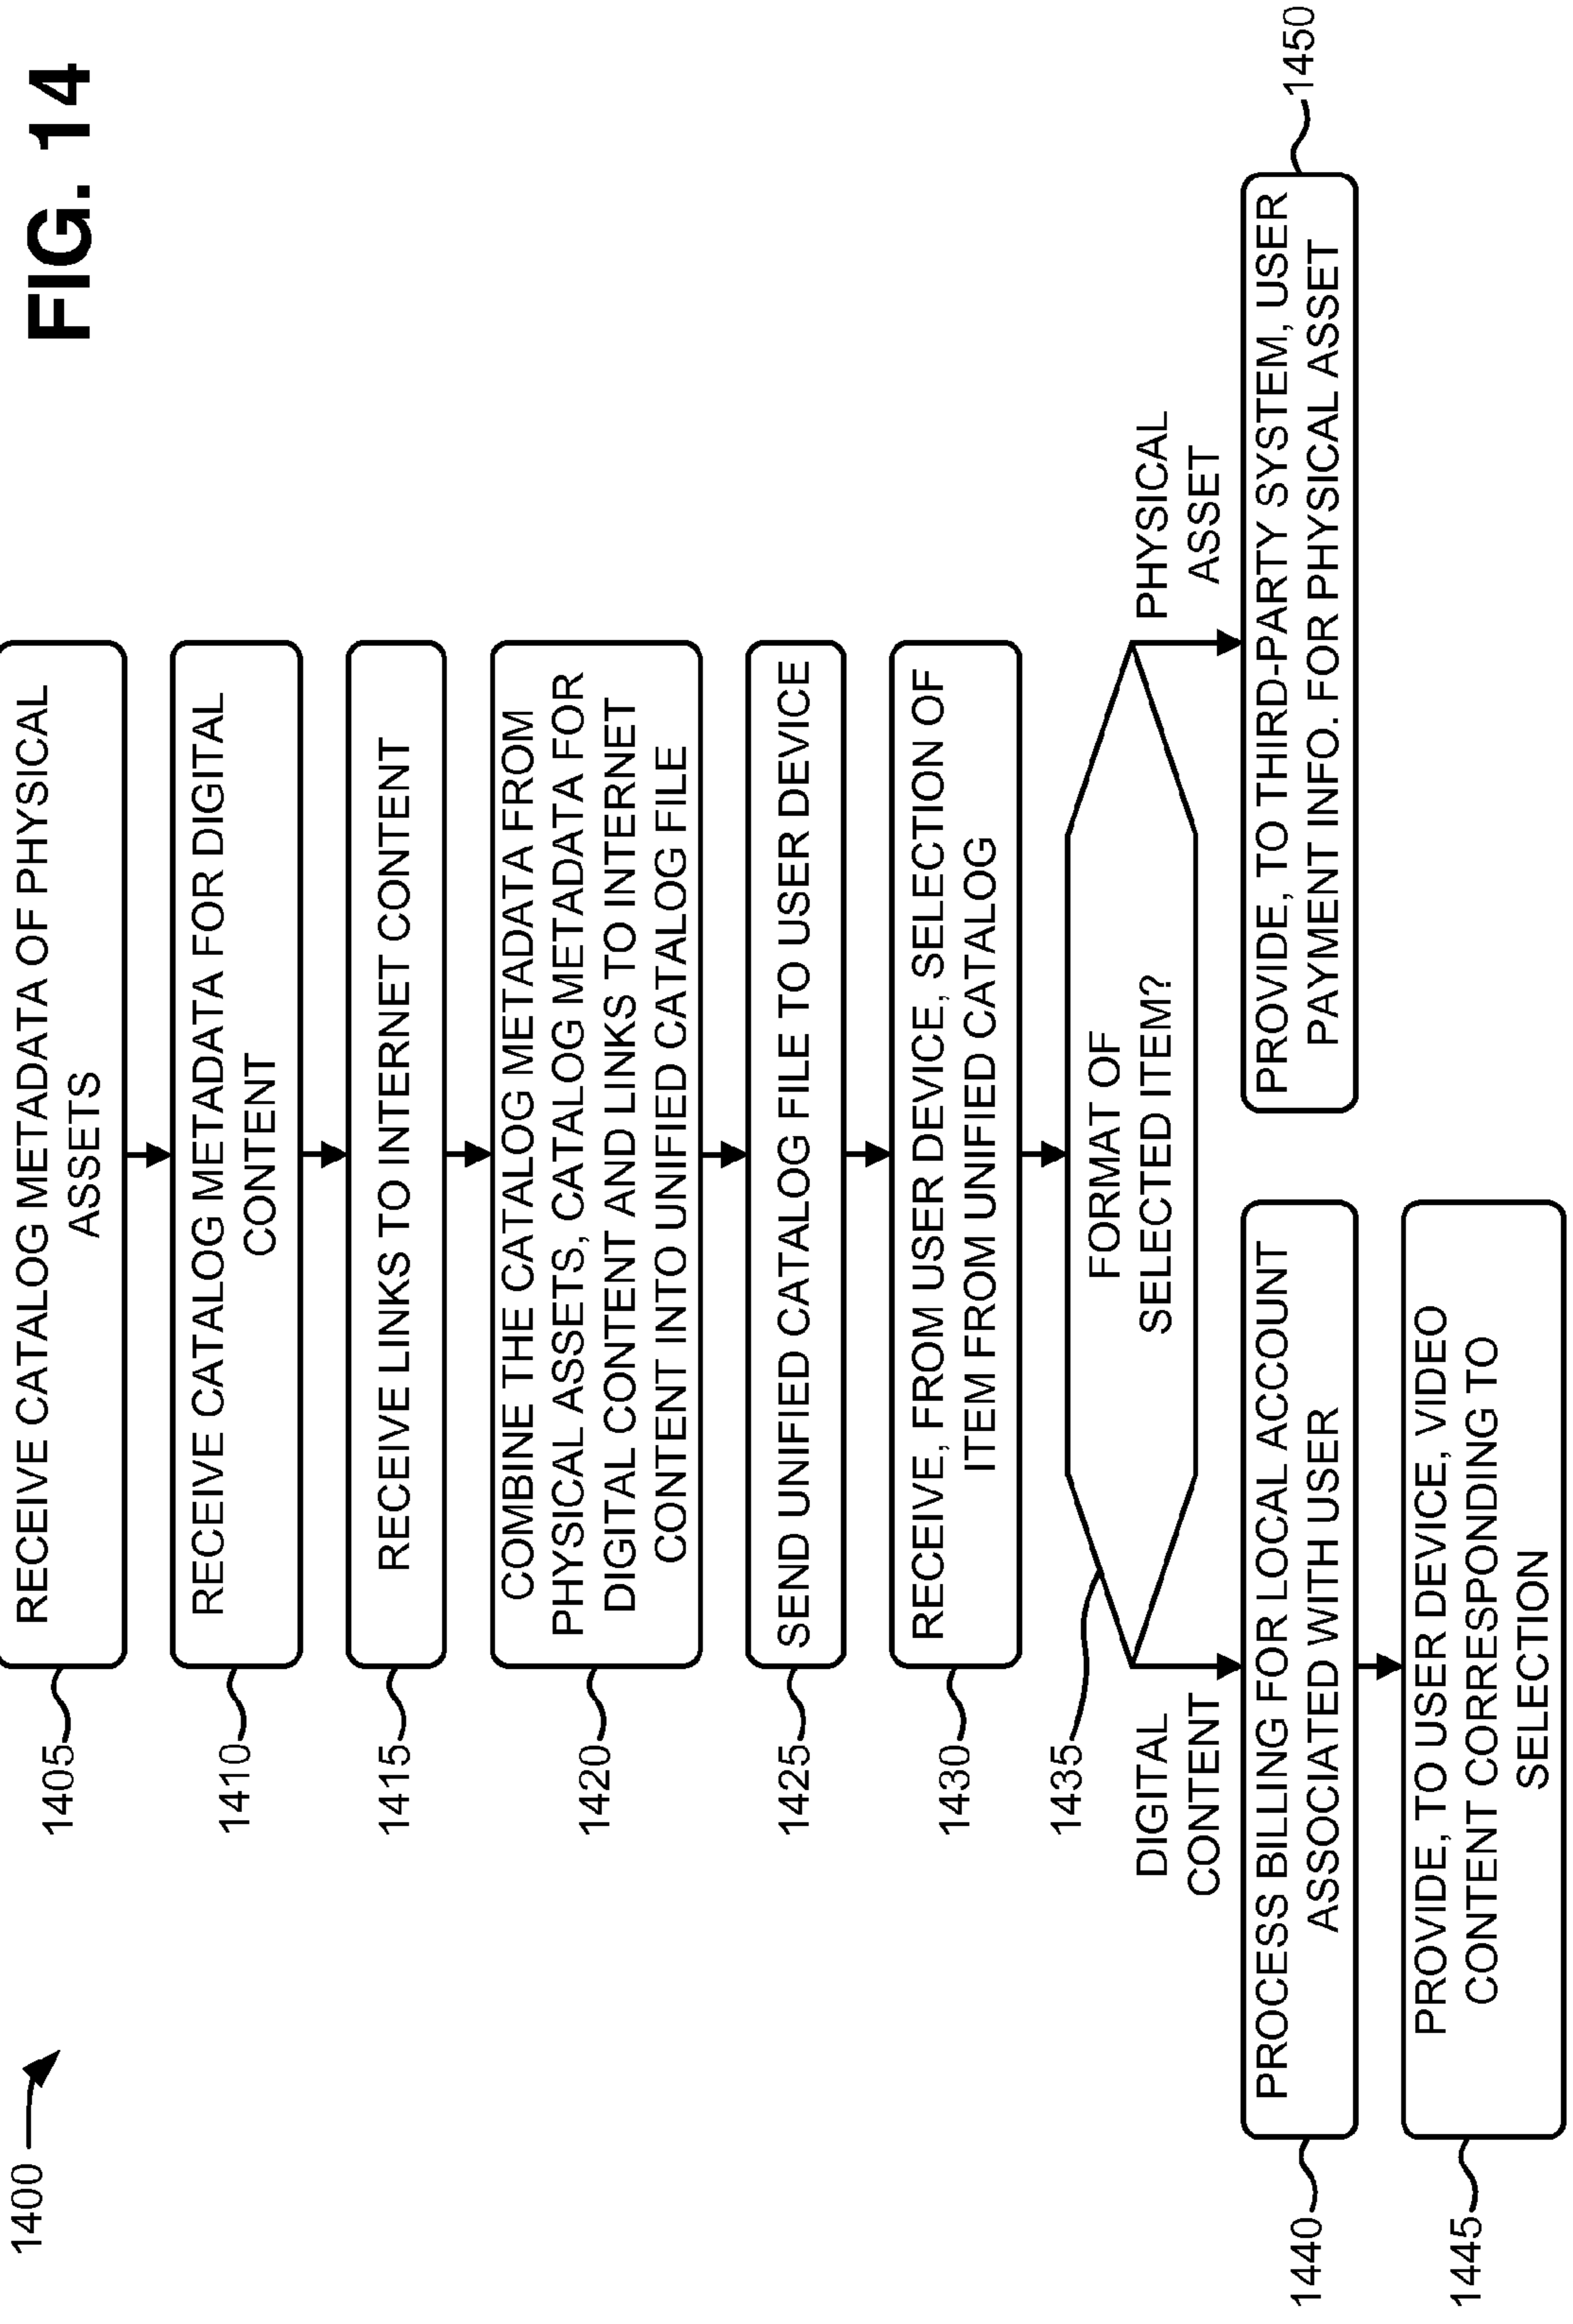 FIG. 14
1400
1405
RECEIVE CATALOG METADATA OF PHYSICAL
ASSETS
1410
RECEIVE CATALOG METADATA FOR DIGITAL
CONTENT
1415
RECEIVE LINKS TO INTERNET CONTENT
1420
COMBINE THE CATALOG METADATA FROM
PHYSICAL ASSETS, CATALOG METADATA FOR
DIGITAL CONTENT AND LINKS TO INTERNET
CONTENT INTO UNIFIED CATALOG FILE
1425
SEND UNIFIED CATALOG FILE TO USER DEVICE
1430
RECEIVE, FROM USER DEVICE, SELECTION OF
ITEM FROM UNIFIED CATALOG
1435
FORMAT OF
SELECTED ITEM?
DIGITAL
CONTENT
PHYSICAL
ASSET
1440
PROCESS BILLING FOR LOCAL ACCOUNT
ASSOCIATED WITH USER
PROVIDE, TO THIRD-PARTY SYSTEM, USER
PAYMENT INFO. FOR PHYSICAL ASSET
1450
1445
PROVIDE, TO USER DEVICE, VIDEO
CONTENT CORRESPONDING TO
SELECTION